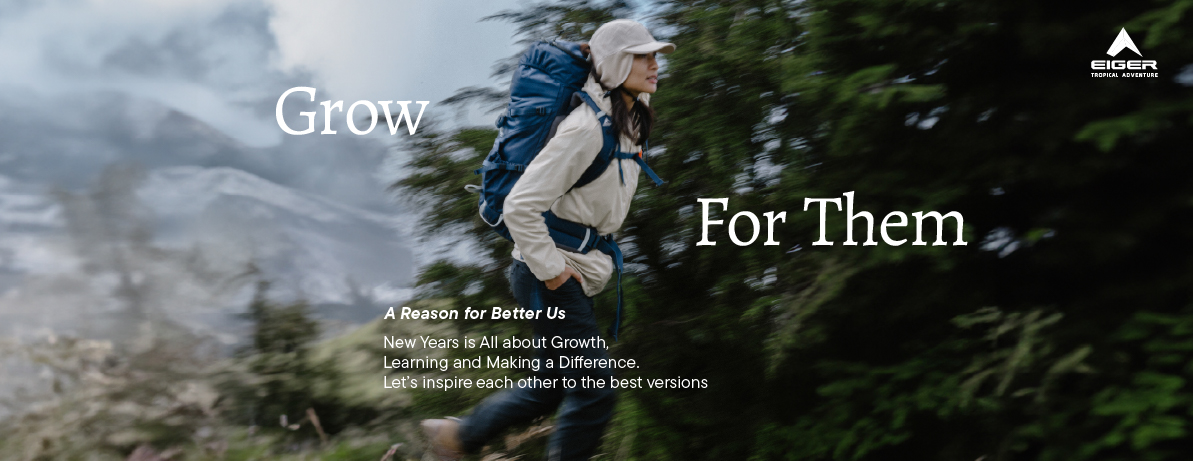 Grow
EIGER
TROPICAL ADVENTURE
For Them
A Reason for Better Us
New Years is All about Growth,
Learning and Making a Difference.
Let's inspire each other to the best versions